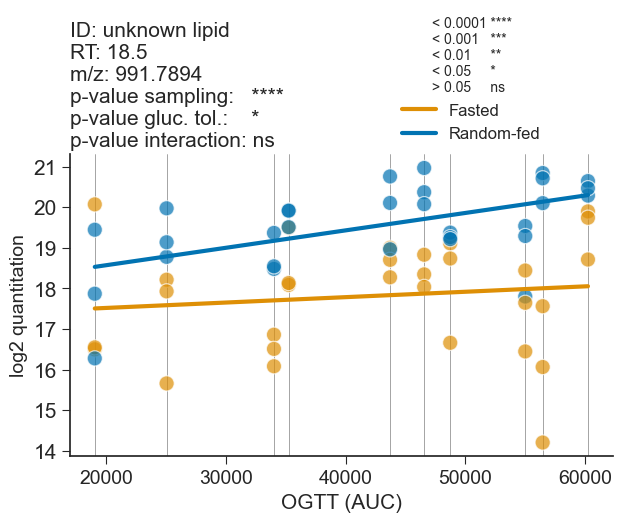 ID: unknown lipid
RT: 18.5
m/z: 991.7894
p-value sampling: ****
p-value gluc. tol.: *
p-value interaction: ns
< 0.0001 ****
< 0.001 ***
< 0.01 **
< 0.05 *
> 0.05 ns
Fasted
Random-fed
log2 quantitation
21
20
19
18
17
16
15
14
20000 30000 40000 50000 60000
OGTT (AUC)